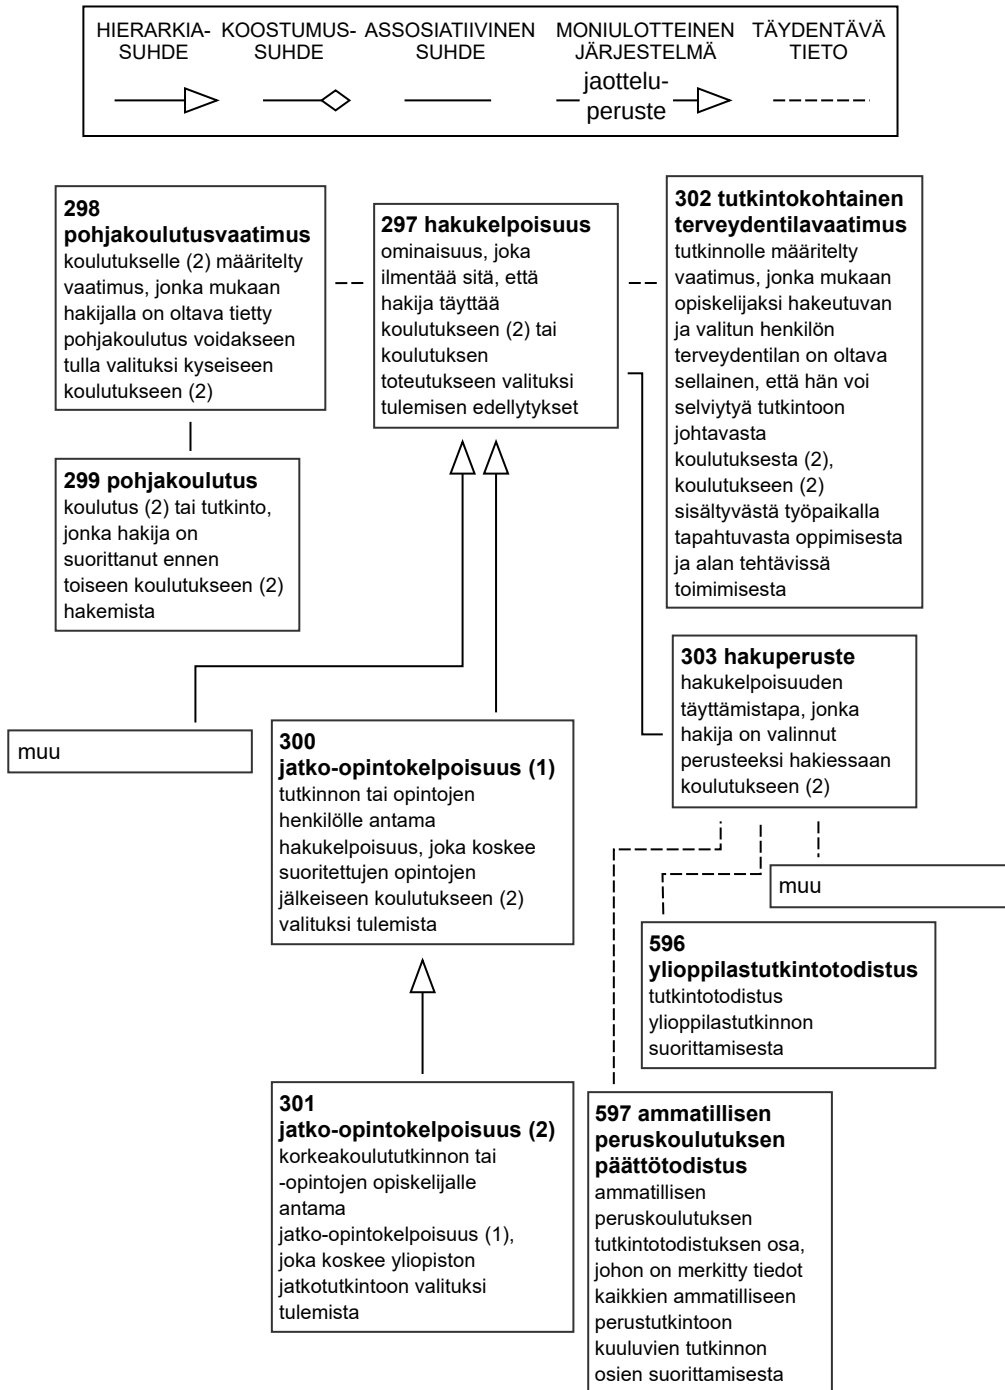 HIERARKIA-
SUHDE
KOOSTUMUS-
SUHDE
ASSOSIATIIVINEN
SUHDE
MONIULOTTEINEN
JÄRJESTELMÄ
TÄYDENTÄVÄ
TIETO
jaottelu-
peruste
298
pohjakoulutusvaatimus
koulutukselle (2) määritelty
vaatimus, jonka mukaan
hakijalla on oltava tietty
pohjakoulutus voidakseen
tulla valituksi kyseiseen
koulutukseen (2)
297 hakukelpoisuus
ominaisuus, joka
ilmentää sitä, että
hakija täyttää
koulutukseen (2) tai
koulutuksen
toteutukseen valituksi
tulemisen edellytykset
302 tutkintokohtainen
terveydentilavaatimus
tutkinnolle määritelty
vaatimus, jonka mukaan
opiskelijaksi hakeutuvan
ja valitun henkilön
terveydentilan on oltava
sellainen, että hän voi
selviytyä tutkintoon
johtavasta
koulutuksesta (2),
koulutukseen (2)
sisältyvästä työpaikalla
tapahtuvasta oppimisesta
ja alan tehtävissä
toimimisesta
299 pohjakoulutus
koulutus (2) tai tutkinto,
jonka hakija on
suorittanut ennen
toiseen koulutukseen (2)
hakemista
303 hakuperuste
hakukelpoisuuden
täyttämistapa, jonka
hakija on valinnut
perusteeksi hakiessaan
koulutukseen (2)
muu
300
jatko-opintokelpoisuus (1)
tutkinnon tai opintojen
henkilölle antama
hakukelpoisuus, joka koskee
suoritettujen opintojen
jälkeiseen koulutukseen (2)
valituksi tulemista
muu
596
ylioppilastutkintotodistus
tutkintotodistus
ylioppilastutkinnon
suorittamisesta
301
jatko-opintokelpoisuus (2)
korkeakoulututkinnon tai
-opintojen opiskelijalle
antama
jatko-opintokelpoisuus (1),
joka koskee yliopiston
jatkotutkintoon valituksi
tulemista
597 ammatillisen
peruskoulutuksen
päättötodistus
ammatillisen
peruskoulutuksen
tutkintotodistuksen osa,
johon on merkitty tiedot
kaikkien ammatilliseen
perustutkintoon
kuuluvien tutkinnon
osien suorittamisesta